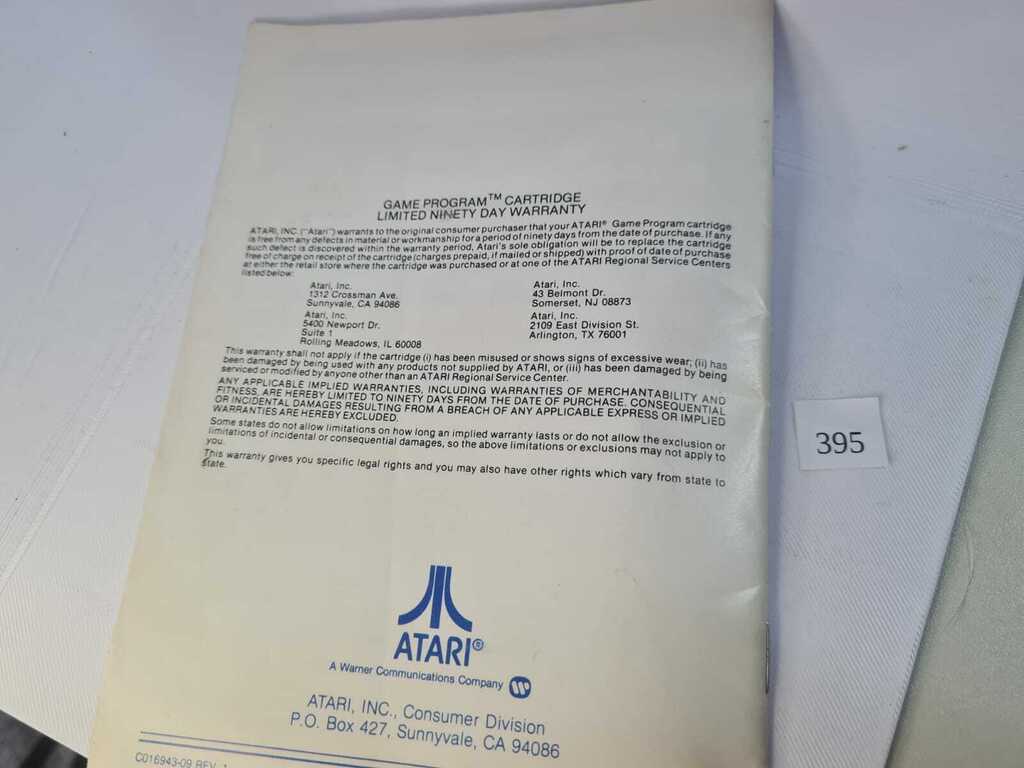 GAME PROGRAM™ CARTRIDGE
LIMITED NINETY DAY WARRANTY
ATARI, INC. ("Atari") warrants to the original consumer purchaser that your ATARI® Game Program cartridge
is free from any defects in material or workmanship for a period of ninety days from the date of purchase. If any
such defect is discovered within the warranty period, Atari's sole obligation will be to replace the cartridge
free of charge on receipt of the cartridge (charges prepaid, if mailed or shipped) with proof of date of purchase
at either the retail store where the cartridge was purchased or at one of the ATARI Regional Service Centers
listed below:
Atari, Inc.
1312 Crossman Ave.
Sunnyvale, CA 94086
Atari, Inc.
5400 Newport Dr.
Suite 1
Rolling Meadows, IL 60008
Atari, Inc.
43 Belmont Dr.
Somerset, NJ 08873
Atari, Inc.
2109 East Division St.
Arlington, TX 76001
This warranty shall not apply if the cartridge (i) has been misused or shows signs of excessive wear; (ii) has
been damaged by being used with any products not supplied by ATARI, or (iii) has been damaged by being
serviced or modified by anyone other than an ATARI Regional Service Center.
ANY APPLICABLE IMPLIED WARRANTIES, INCLUDING WARRANTIES OF MERCHANTABILITY AND
FITNESS, ARE HEREBY LIMITED TO NINETY DAYS FROM THE DATE OF PURCHASE. CONSEQUENTIAL
OR INCIDENTAL DAMAGES RESULTING FROM A BREACH OF ANY APPLICABLE EXPRESS OR IMPLIED
WARRANTIES ARE HEREBY EXCLUDED.
Some states do not allow limitations on how long an implied warranty lasts or do not allow the exclusion or
limitations of incidental or consequential damages, so the above limitations or exclusions may not apply to
you.
This warranty gives you specific legal rights and you may also have other rights which vary from state to
state.
395
ATARI®
A Warner Communications Company
ATARI, INC., Consumer Division
P.O. Box 427, Sunnyvale, CA 94086
C016943-09 REV.